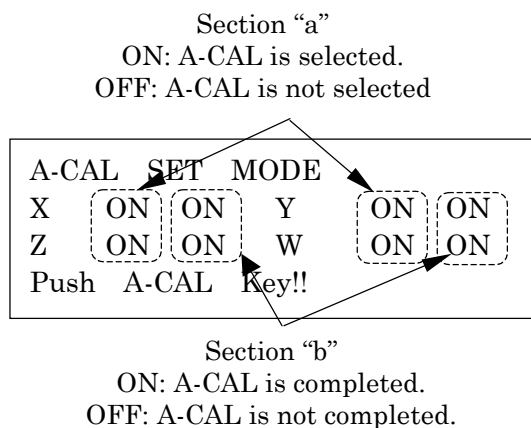 Section “a”
ON: A-CAL is selected.
OFF: A-CAL is not selected
A-CAL SET MODE
X ON ON Y ON ON
Z ON ON W ON ON
Push A-CAL Key!!
Section “b”
ON: A-CAL is completed.
OFF: A-CAL is not completed.